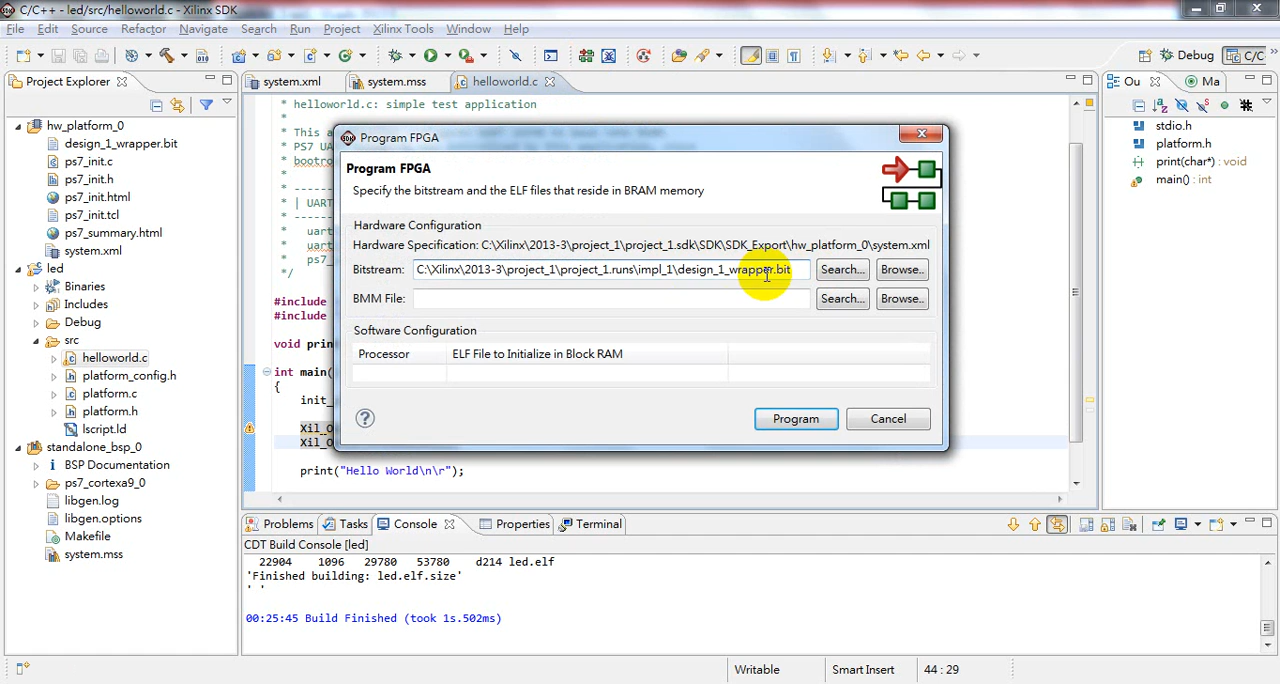 C/C++ - led/src/helloworld.c - Xilinx SDK
File Edit Source Refactor Navigate Search Run Project Xilinx Tools Window Help
Debug C/C
Project Explorer
hw_platform_0
design_1_wrapper.bit
ps7_init.c
ps7_init.h
ps7_init.html
ps7_init.tcl
ps7_summary.html
system.xml
led
Binaries
Includes
Debug
src
helloworld.c
platform_config.h
platform.c
platform.h
lscript.ld
standalone_bsp_0
BSP Documentation
ps7_cortexa9_0
libgen.log
libgen.options
Makefile
system.mss
system.xml system.mss helloworld.c
* helloworld.c: simple test application
*
* This a
* PS7 UA
* bootro
*
* ------
* | UART
* ------
* uart
* uart
* ps7_
*/
#include
#include
void prin
int main(
{
init_
Xil_O
Xil_O
print("Hello World\n\r");
Program FPGA
Program FPGA
Specify the bitstream and the ELF files that reside in BRAM memory
Hardware Configuration
Hardware Specification: C:\Xilinx\2013-3\project_1\project_1.sdk\SDK\SDK_Export\hw_platform_0\system.xml
Bitstream: C:\Xilinx\2013-3\project_1\project_1.runs\impl_1\design_1_wrapper.bit Search... Browse..
BMM File: Search... Browse..
Software Configuration
Processor ELF File to Initialize in Block RAM
Program Cancel
Ou Ma
stdio.h
platform.h
print(char*) : void
main() : int
Problems Tasks Console Properties Terminal
CDT Build Console [led]
22904 1096 29780 53780 d214 led.elf
'Finished building: led.elf.size'
' '
00:25:45 Build Finished (took 1s.502ms)
Writable Smart Insert 44 : 29